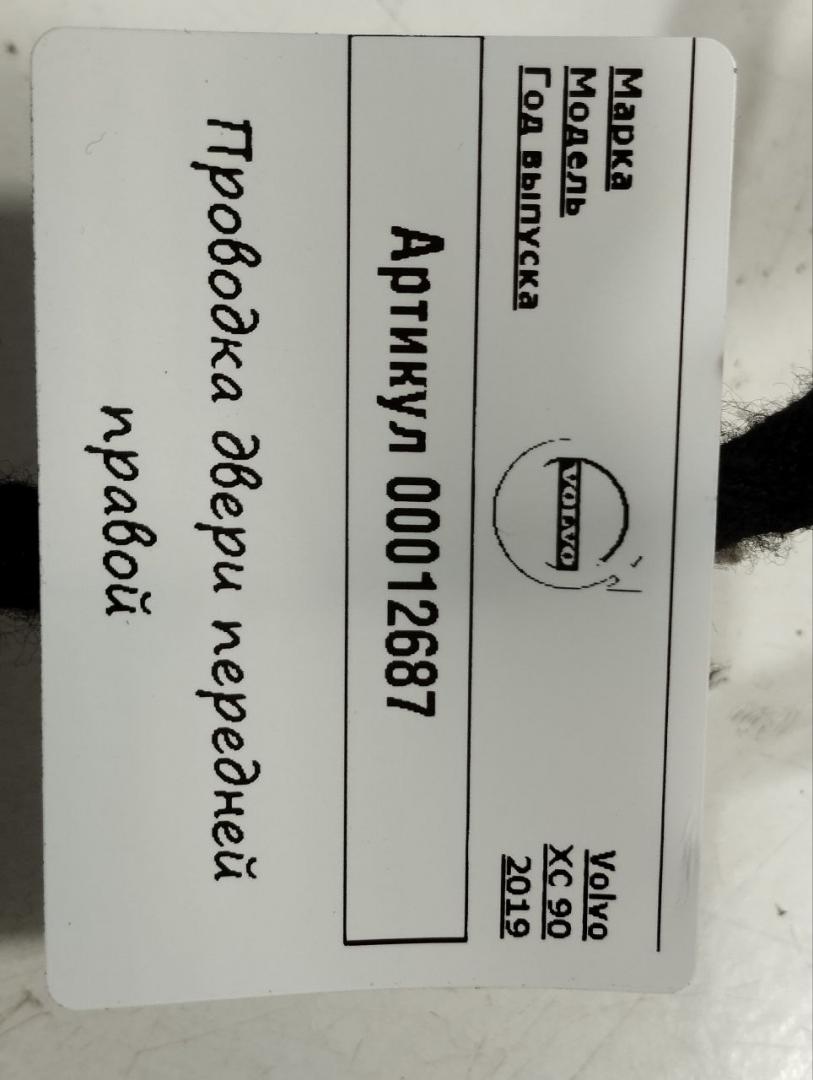 Марка Volvo
Модель XC 90
Год выпуска 2019
VOLVO
Артикул 00012687
Проводка двери передней
правой